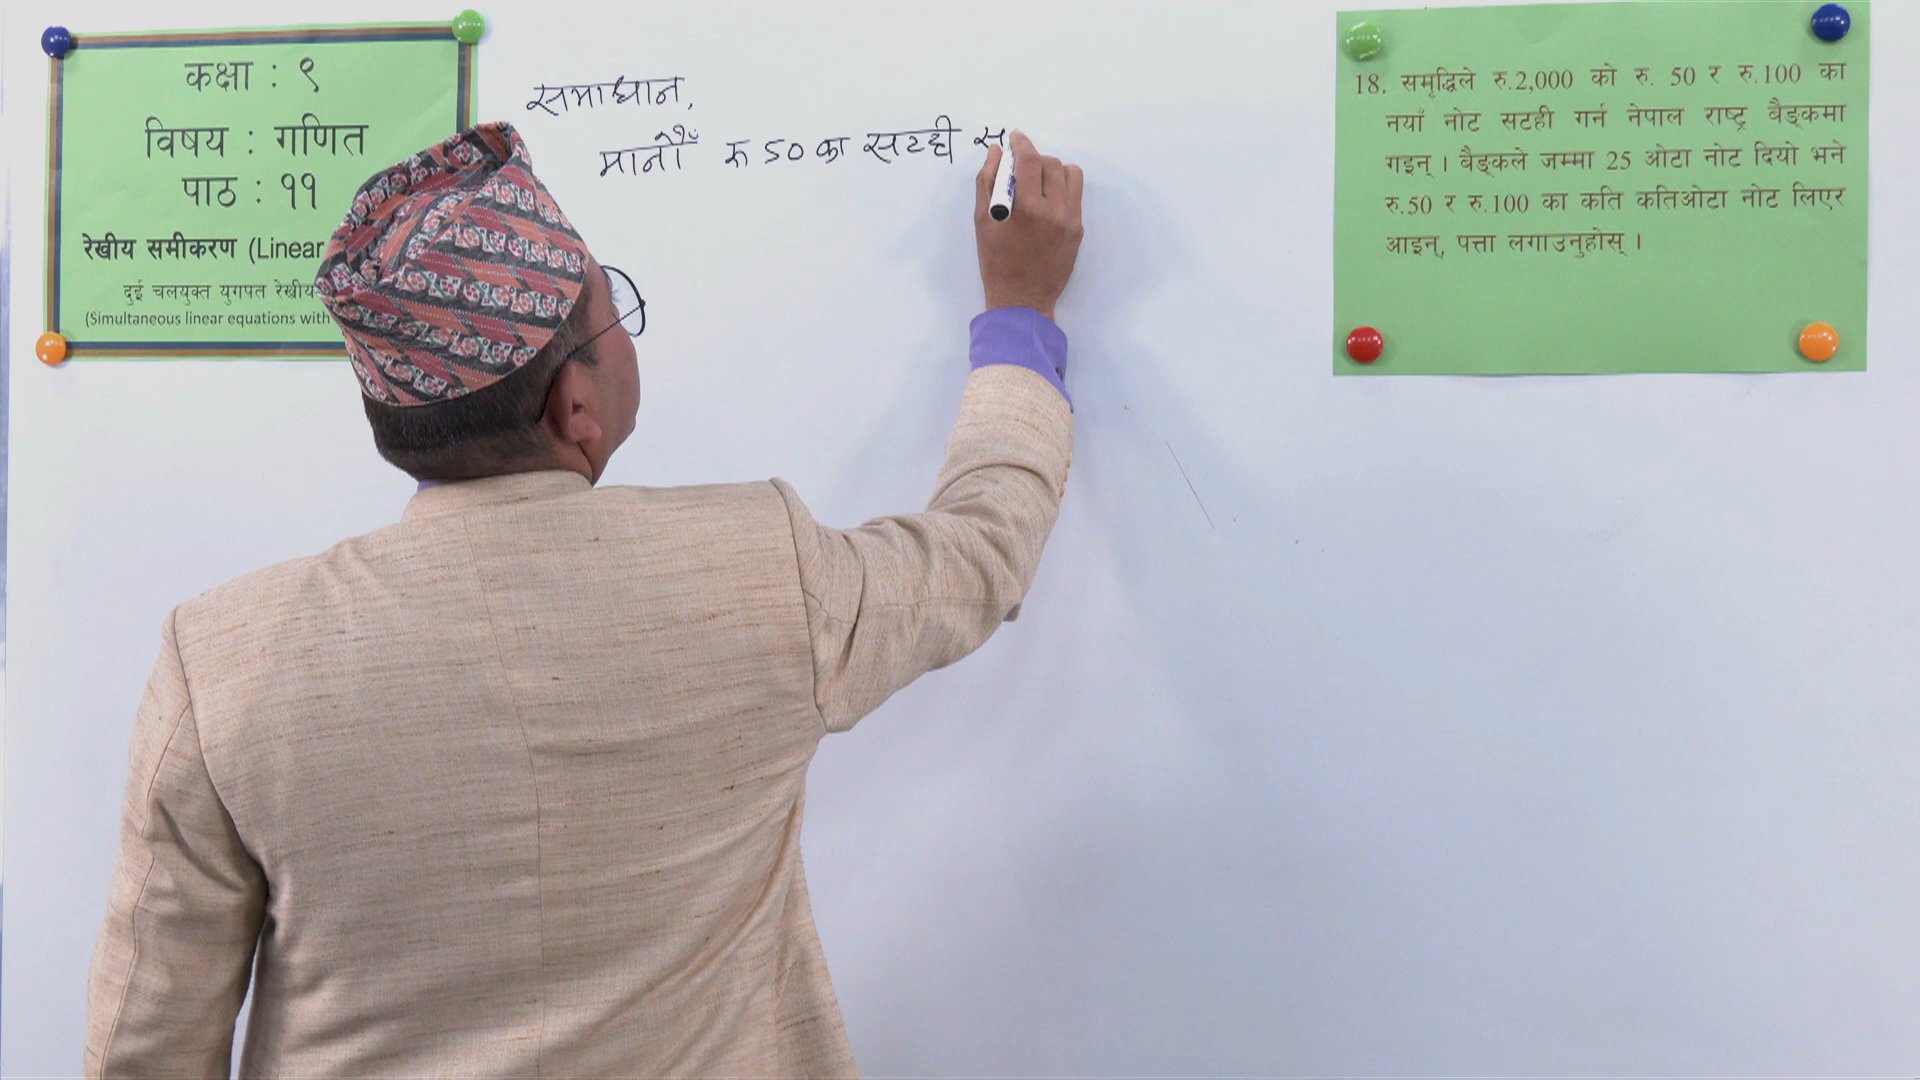 कक्षा : ९
विषय : गणित
पाठ : ११
रेखीय समीकरण (Linear
दुई चलयुक्त युगपत रेखीय
(Simultaneous linear equations with
समाधान,
मानौँ रु 50 का सटही स
18. समृद्धिले रु.2,000 को रु. 50 र रु.100 का
नयाँ नोट सटही गर्न नेपाल राष्ट्र बैङ्कमा
गइन् । बैङ्कले जम्मा 25 ओटा नोट दियो भने
रु.50 र रु.100 का कति कतिओटा नोट लिएर
आइन्, पत्ता लगाउनुहोस् ।